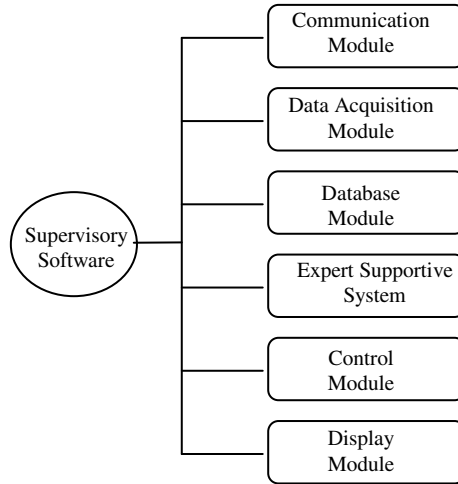 Communication
Module
Data Acquisition
Module
Database
Module
Supervisory
Software
Expert Supportive
System
Control
Module
Display
Module